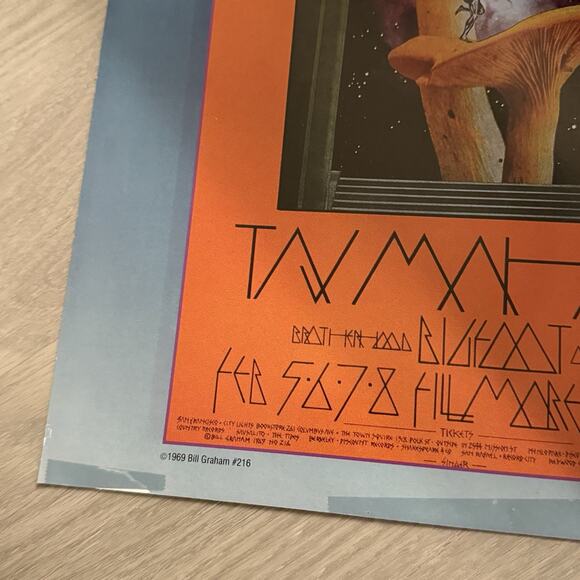 TAJ MAH
BROTHERHOOD BIGFOOT
FEB 5·6·7·8 FILLMORE
TICKETS
SAN FRANCISCO • CITY LIGHTS BOOKSTORE 261 COLUMBUS AVE • THE TOWN SQUIRE 1318 POLK ST • OUTSIDE IN 2544 MISSION ST
COUNTRY RECORDS SAUSALITO • THE TIDES BERKELEY • DISCOUNT RECORDS • SHAKESPEARE & CO SAN RAFAEL • RECORD CITY
©BILL GRAHAM 1969 NO 216
SINGER
©1969 Bill Graham #216